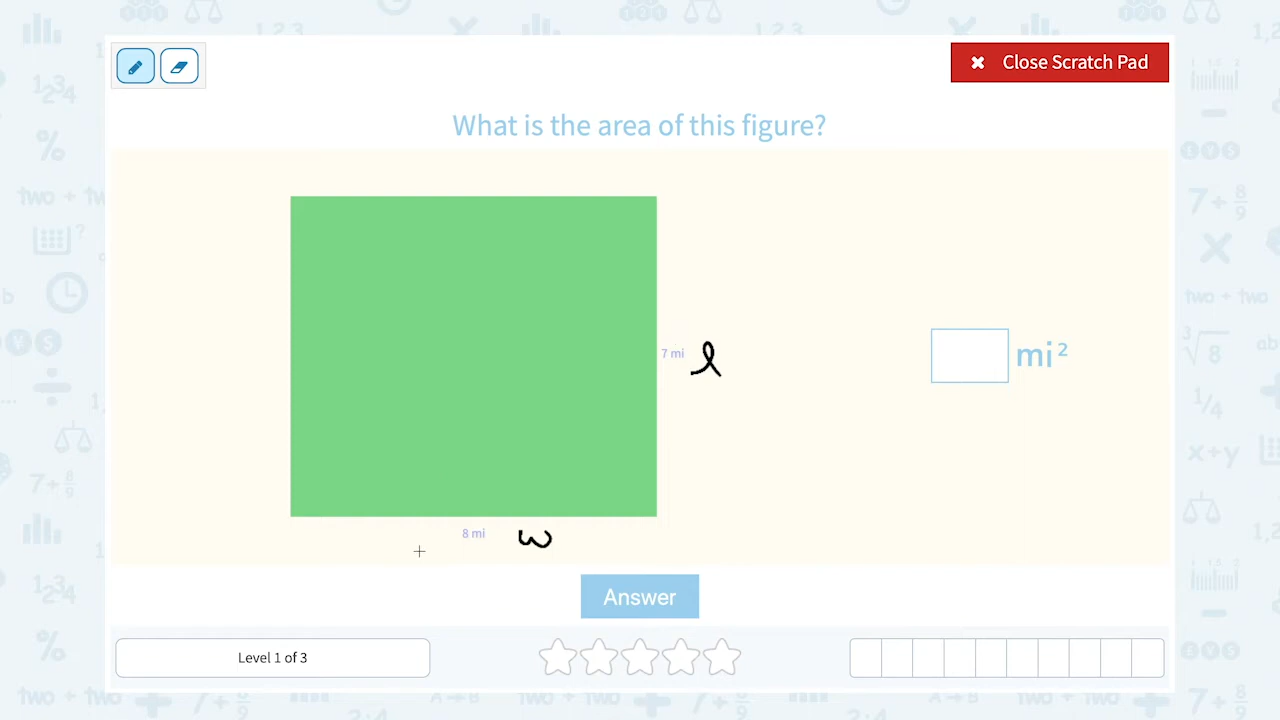 Close Scratch Pad
What is the area of this figure?
7 mi l
mi²
8 mi w
Answer
Level 1 of 3